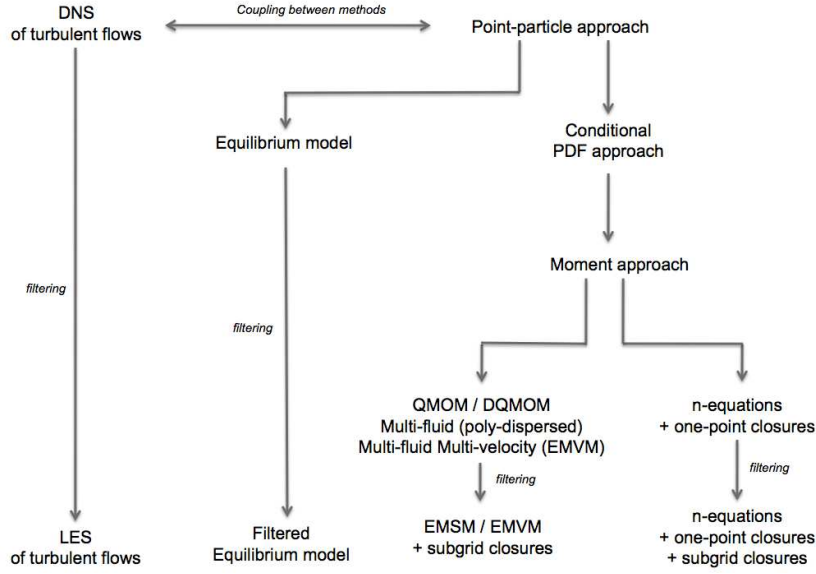 DNS
of turbulent flows
Coupling between methods
Point-particle approach
Equilibrium model
Conditional
PDF approach
Moment approach
filtering
filtering
QMOM / DQMOM
Multi-fluid (poly-dispersed)
Multi-fluid Multi-velocity (EMVM)
n-equations
+ one-point closures
filtering
filtering
LES
of turbulent flows
Filtered
Equilibrium model
EMSM / EMVM
+ subgrid closures
n-equations
+ one-point closures
+ subgrid closures